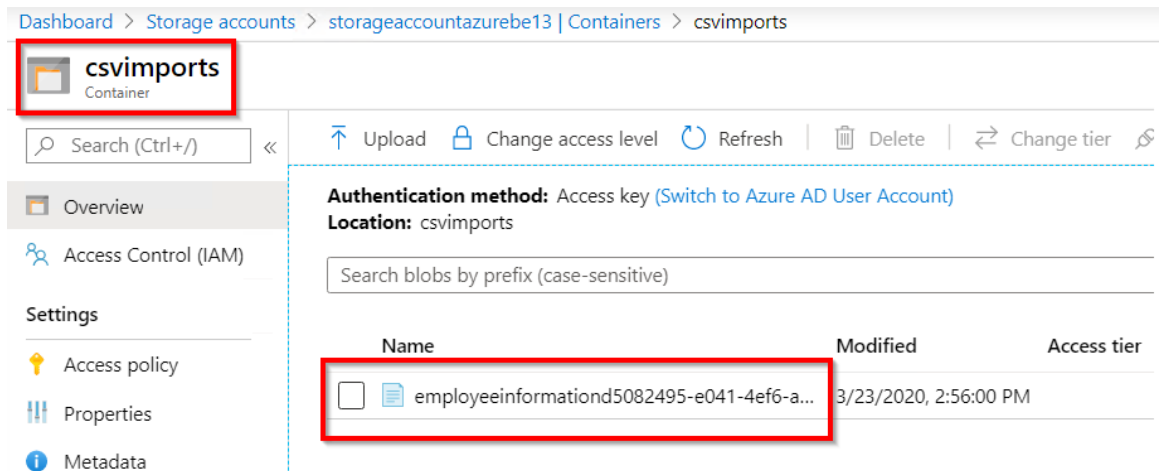 Dashboard > Storage accounts > storageaccountazurebe13 | Containers > csvimports
csvimports
Container
Search (Ctrl+/) «
Upload Change access level Refresh Delete Change tier
Overview
Access Control (IAM)
Settings
Access policy
Properties
Metadata
Authentication method: Access key (Switch to Azure AD User Account)
Location: csvimports
Search blobs by prefix (case-sensitive)
Name Modified Access tier
employeeinformationd5082495-e041-4ef6-a... 3/23/2020, 2:56:00 PM